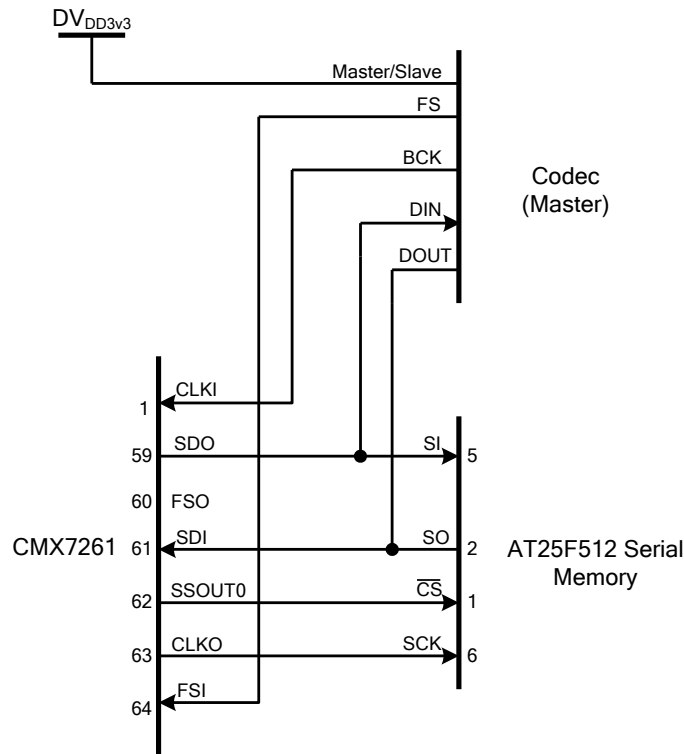 DVDD3v3
Master/Slave
FS
BCK
Codec
(Master)
DIN
DOUT
CLKI
1
59 SDO SI 5
60 FSO
CMX7261 61 SDI SO 2 AT25F512 Serial
Memory
62 SSOUT0 CS 1
63 CLKO SCK 6
FSI
64